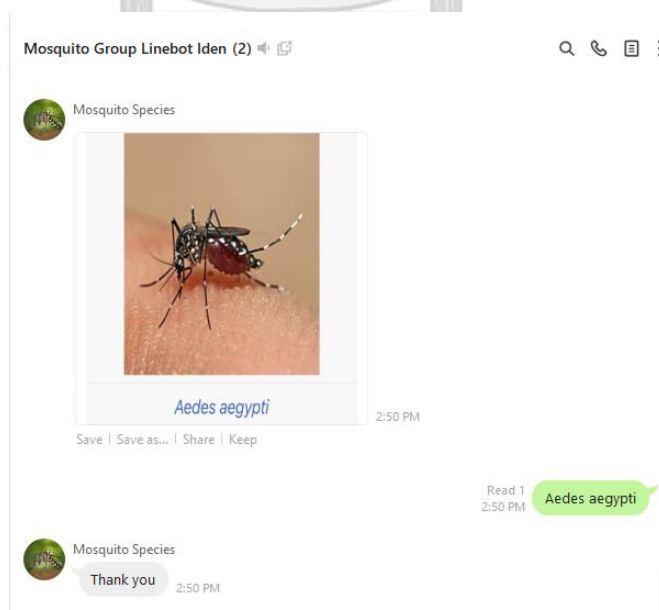 Mosquito Group Linebot Iden (2)
Mosquito Species
Aedes aegypti
2:50 PM
Save | Save as... | Share | Keep
Read 1
2:50 PM
Aedes aegypti
Mosquito Species
Thank you
2:50 PM